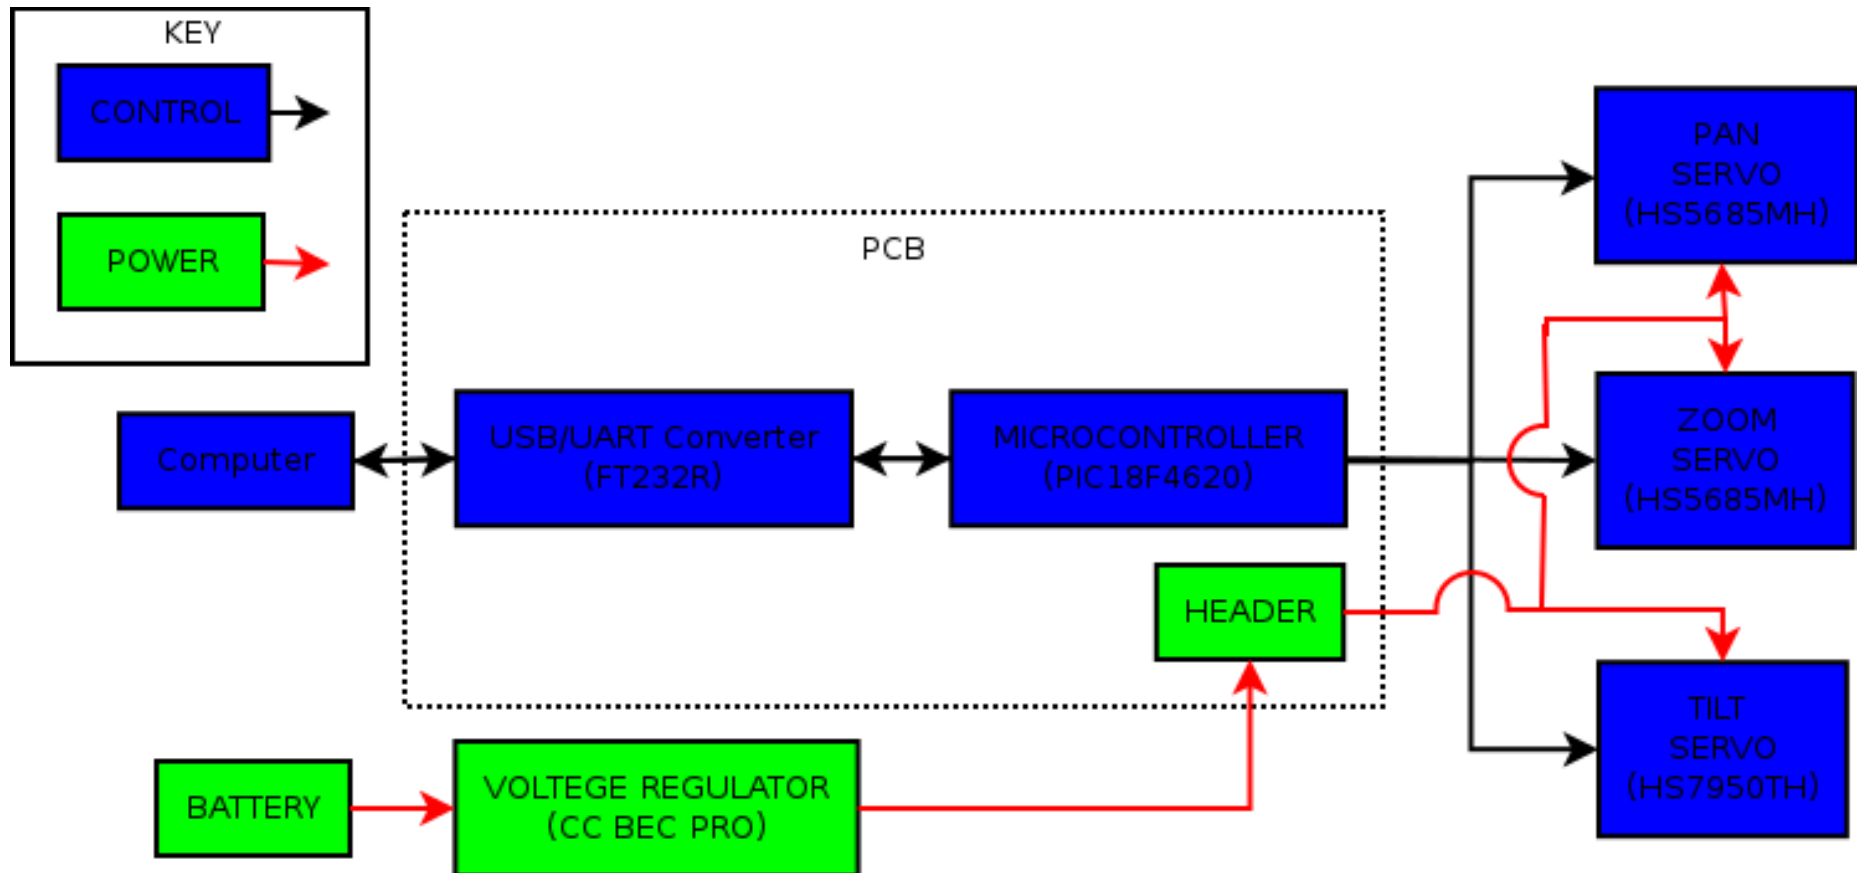 KEY
CONTROL
POWER
PCB
Computer
USB/UART Converter
(FT232R)
MICROCONTROLLER
(PIC18F4620)
HEADER
BATTERY
VOLTEGE REGULATOR
(CC BEC PRO)
PAN
SERVO
(HS5685MH)
ZOOM
SERVO
(HS5685MH)
TILT
SERVO
(HS7950TH)